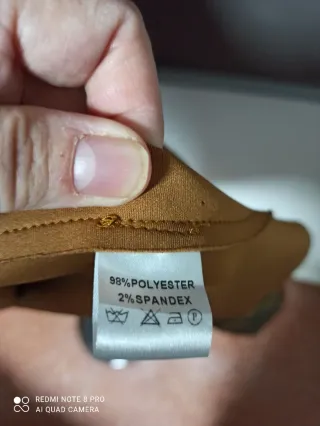 98%POLYESTER
2%SPANDEX
REDMI NOTE 8 PRO
AI QUAD CAMERA